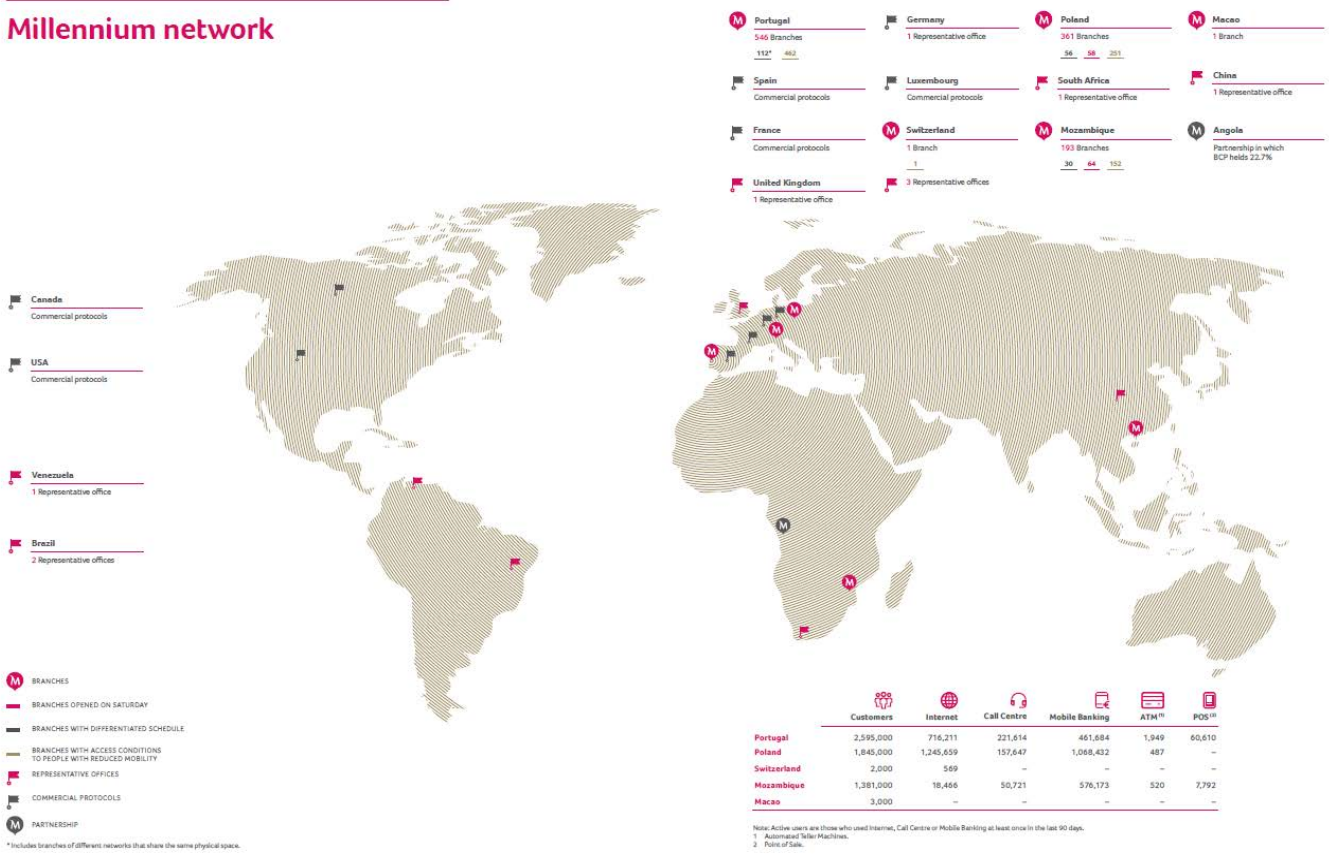 Millennium network
Portugal
546 Branches
112* 462
Germany
1 Representative office
Poland
361 Branches
56 58 251
Macao
1 Branch
Spain
Commercial protocols
Luxembourg
Commercial protocols
South Africa
1 Representative office
China
1 Representative office
France
Commercial protocols
Switzerland
1 Branch
1
3 Representative offices
Mozambique
193 Branches
30 64 152
Angola
Partnership in which
BCP helds 22.7%
United Kingdom
1 Representative office
Canada
Commercial protocols
USA
Commercial protocols
Venezuela
1 Representative office
Brazil
2 Representative offices
M BRANCHES
BRANCHES OPENED ON SATURDAY
BRANCHES WITH DIFFERENTIATED SCHEDULE
BRANCHES WITH ACCESS CONDITIONS
TO PEOPLE WITH REDUCED MOBILITY
REPRESENTATIVE OFFICES
COMMERCIAL PROTOCOLS
M PARTNERSHIP
* Includes branches of different networks that share the same physical space.
Customers Internet Call Centre Mobile Banking ATM (1) POS (2)
Portugal 2,595,000 716,211 221,614 461,684 1,949 60,610
Poland 1,845,000 1,245,659 157,647 1,068,432 487 –
Switzerland 2,000 569 – – – –
Mozambique 1,381,000 18,466 50,721 576,173 520 7,792
Macao 3,000 – – – – –
Note: Active users are those who used Internet, Call Centre or Mobile Banking at least once in the last 90 days.
1 Automated Teller Machines.
2 Point of Sale.